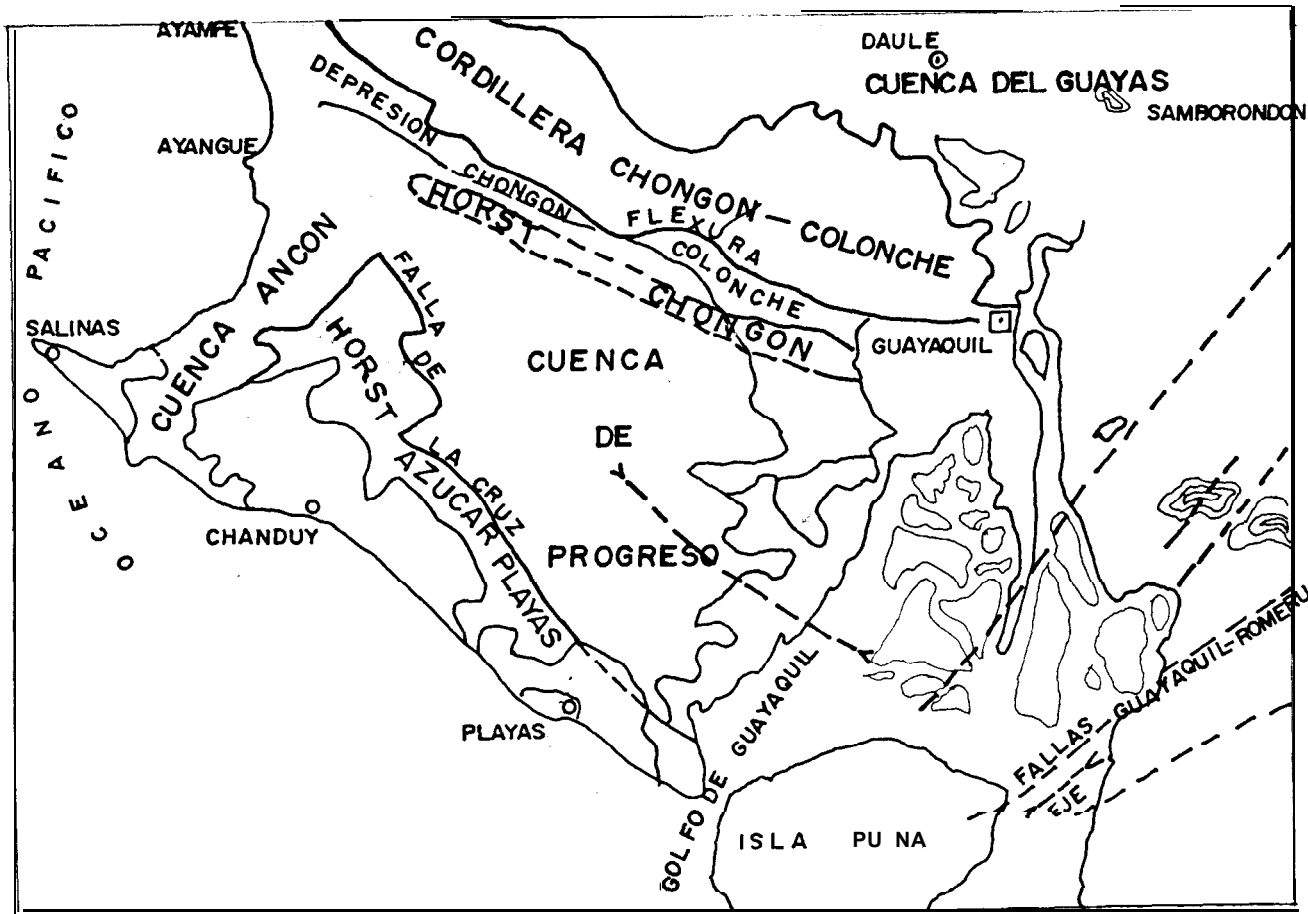 AYAMPE
DAULE
CUENCA DEL GUAYAS
SAMBORONDON
CORDILLERA CHONGON-COLONCHE
DEPRESION CHONGON COLONCHE
AYANGUE
HORST CHONGON
FLEXURA
OCEANO PACIFICO
CUENCA ANCON
FALLA DE LA CRUZ
SALINAS
HORST AZUCAR PLAYAS
CUENCA
DE
PROGRESO
GUAYAQUIL
CHANDUY
PLAYAS
GOLFO DE GUAYAQUIL
FALLAS GUAYAQUIL-ROMERU
EJE
ISLA PUNA